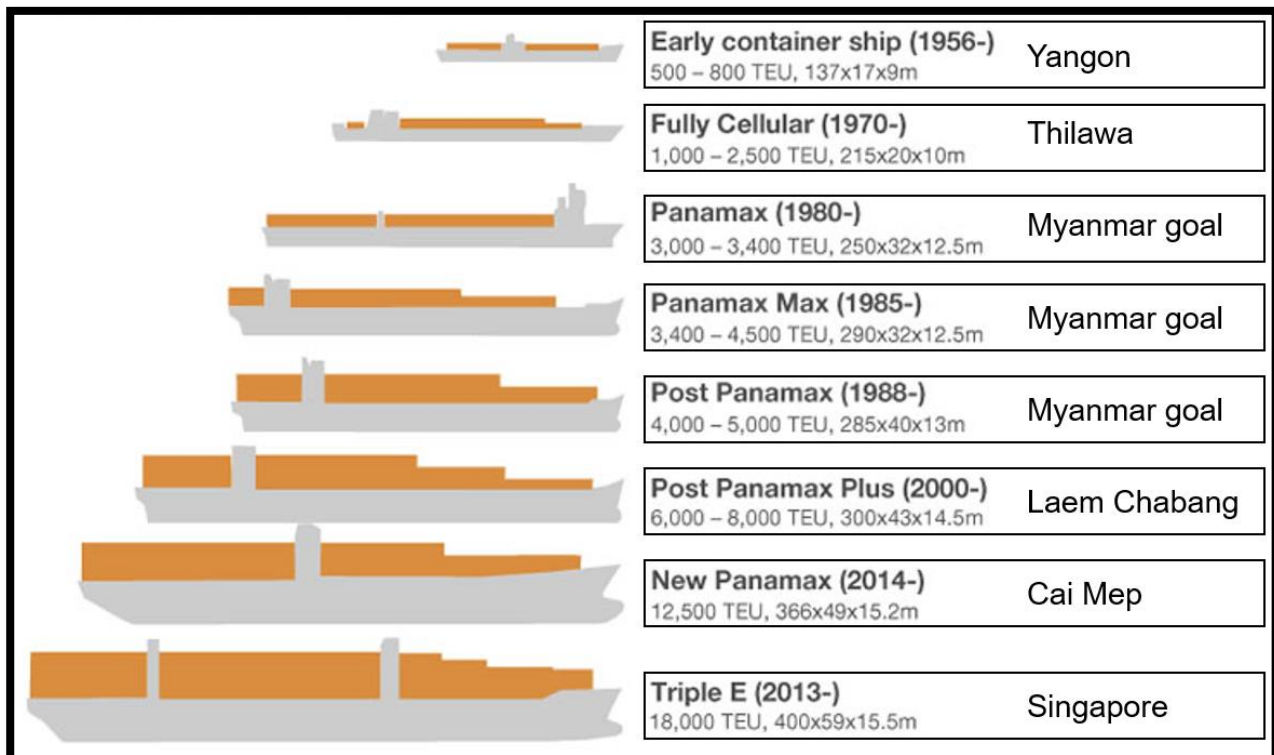 Early container ship (1956-)
500 – 800 TEU, 137x17x9m
Yangon
Fully Cellular (1970-)
1,000 – 2,500 TEU, 215x20x10m
Thilawa
Panamax (1980-)
3,000 – 3,400 TEU, 250x32x12.5m
Myanmar goal
Panamax Max (1985-)
3,400 – 4,500 TEU, 290x32x12.5m
Myanmar goal
Post Panamax (1988-)
4,000 – 5,000 TEU, 285x40x13m
Myanmar goal
Post Panamax Plus (2000-)
6,000 – 8,000 TEU, 300x43x14.5m
Laem Chabang
New Panamax (2014-)
12,500 TEU, 366x49x15.2m
Cai Mep
Triple E (2013-)
18,000 TEU, 400x59x15.5m
Singapore